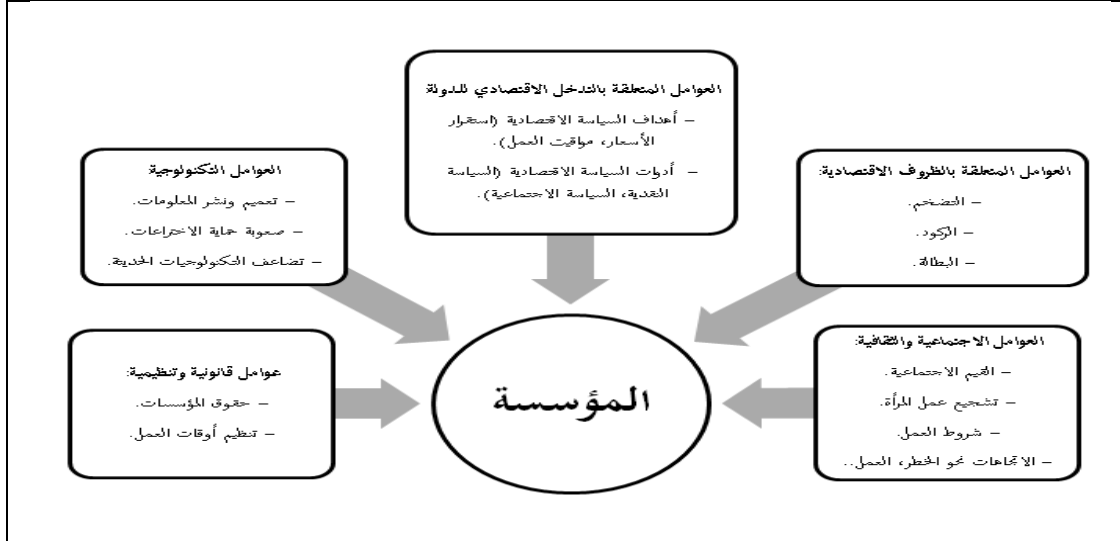 العوامل المتعلقة بالتدخل الاقتصادي للدولة:
– أهداف السياسة الاقتصادية (استقرار
الأسعار، مواقيت العمل).
– أدوات السياسة الاقتصادية (السياسة
النقدية، السياسة الاجتماعية).
العوامل المتعلقة بالظروف الاقتصادية:
– التضخم.
– الركود.
– البطالة.
العوامل التكنولوجية:
– تعميم ونشر المعلومات.
– صعوبة حماية الاختراعات.
– تضاعف التكنولوجيات الحديثة.
العوامل الاجتماعية والثقافية:
– القيم الاجتماعية.
– تشجيع عمل المرأة.
– شروط العمل.
– الاتجاهات نحو الخطر، العمل..
المؤسسة
عوامل قانونية وتنظيمية:
– حقوق المؤسسات.
– تنظيم أوقات العمل.